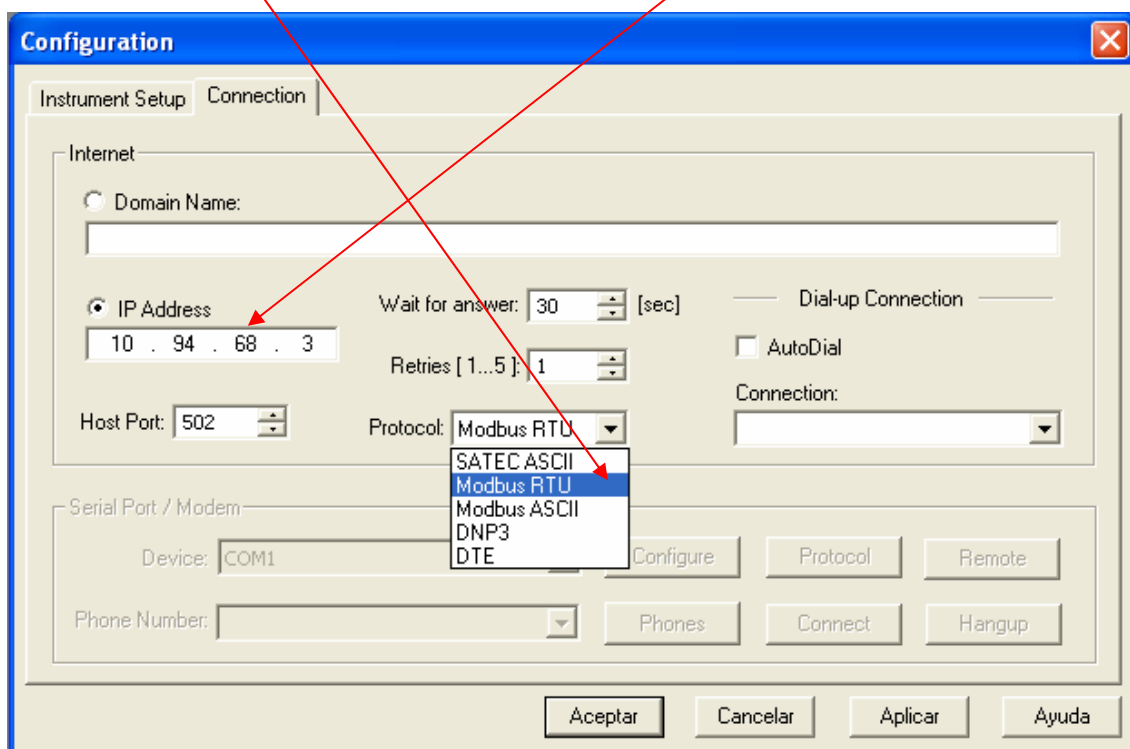 Configuration
Instrument Setup Connection
Internet
Domain Name:
IP Address Wait for answer: 30 [sec] Dial-up Connection
10 . 94 . 68 . 3 AutoDial
Retries [ 1...5 ]: 1
Connection:
Host Port: 502 Protocol: Modbus RTU
SATEC ASCII
Modbus RTU
Modbus ASCII
DNP3
DTE
Serial Port / Modem
Device: COM1 Configure Protocol Remote
Phone Number: Phones Connect Hangup
Aceptar Cancelar Aplicar Ayuda